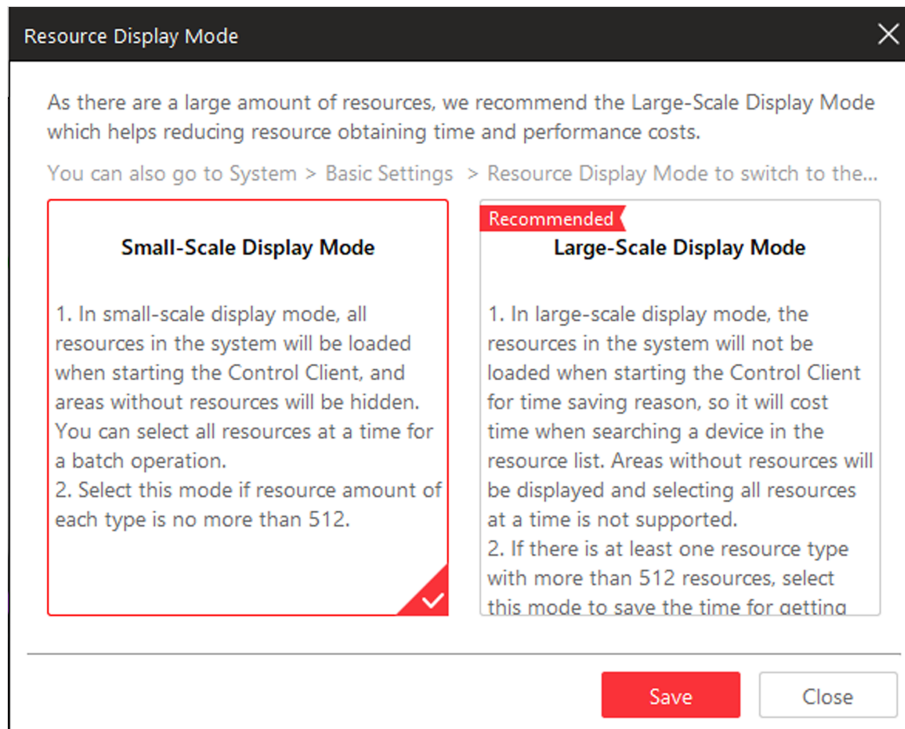 Resource Display Mode
As there are a large amount of resources, we recommend the Large-Scale Display Mode
which helps reducing resource obtaining time and performance costs.
You can also go to System > Basic Settings > Resource Display Mode to switch to the...
Small-Scale Display Mode
1. In small-scale display mode, all
resources in the system will be loaded
when starting the Control Client, and
areas without resources will be hidden.
You can select all resources at a time for
a batch operation.
2. Select this mode if resource amount of
each type is no more than 512.
Recommended
Large-Scale Display Mode
1. In large-scale display mode, the
resources in the system will not be
loaded when starting the Control Client
for time saving reason, so it will cost
time when searching a device in the
resource list. Areas without resources will
be displayed and selecting all resources
at a time is not supported.
2. If there is at least one resource type
with more than 512 resources, select
this mode to save the time for getting
Save
Close